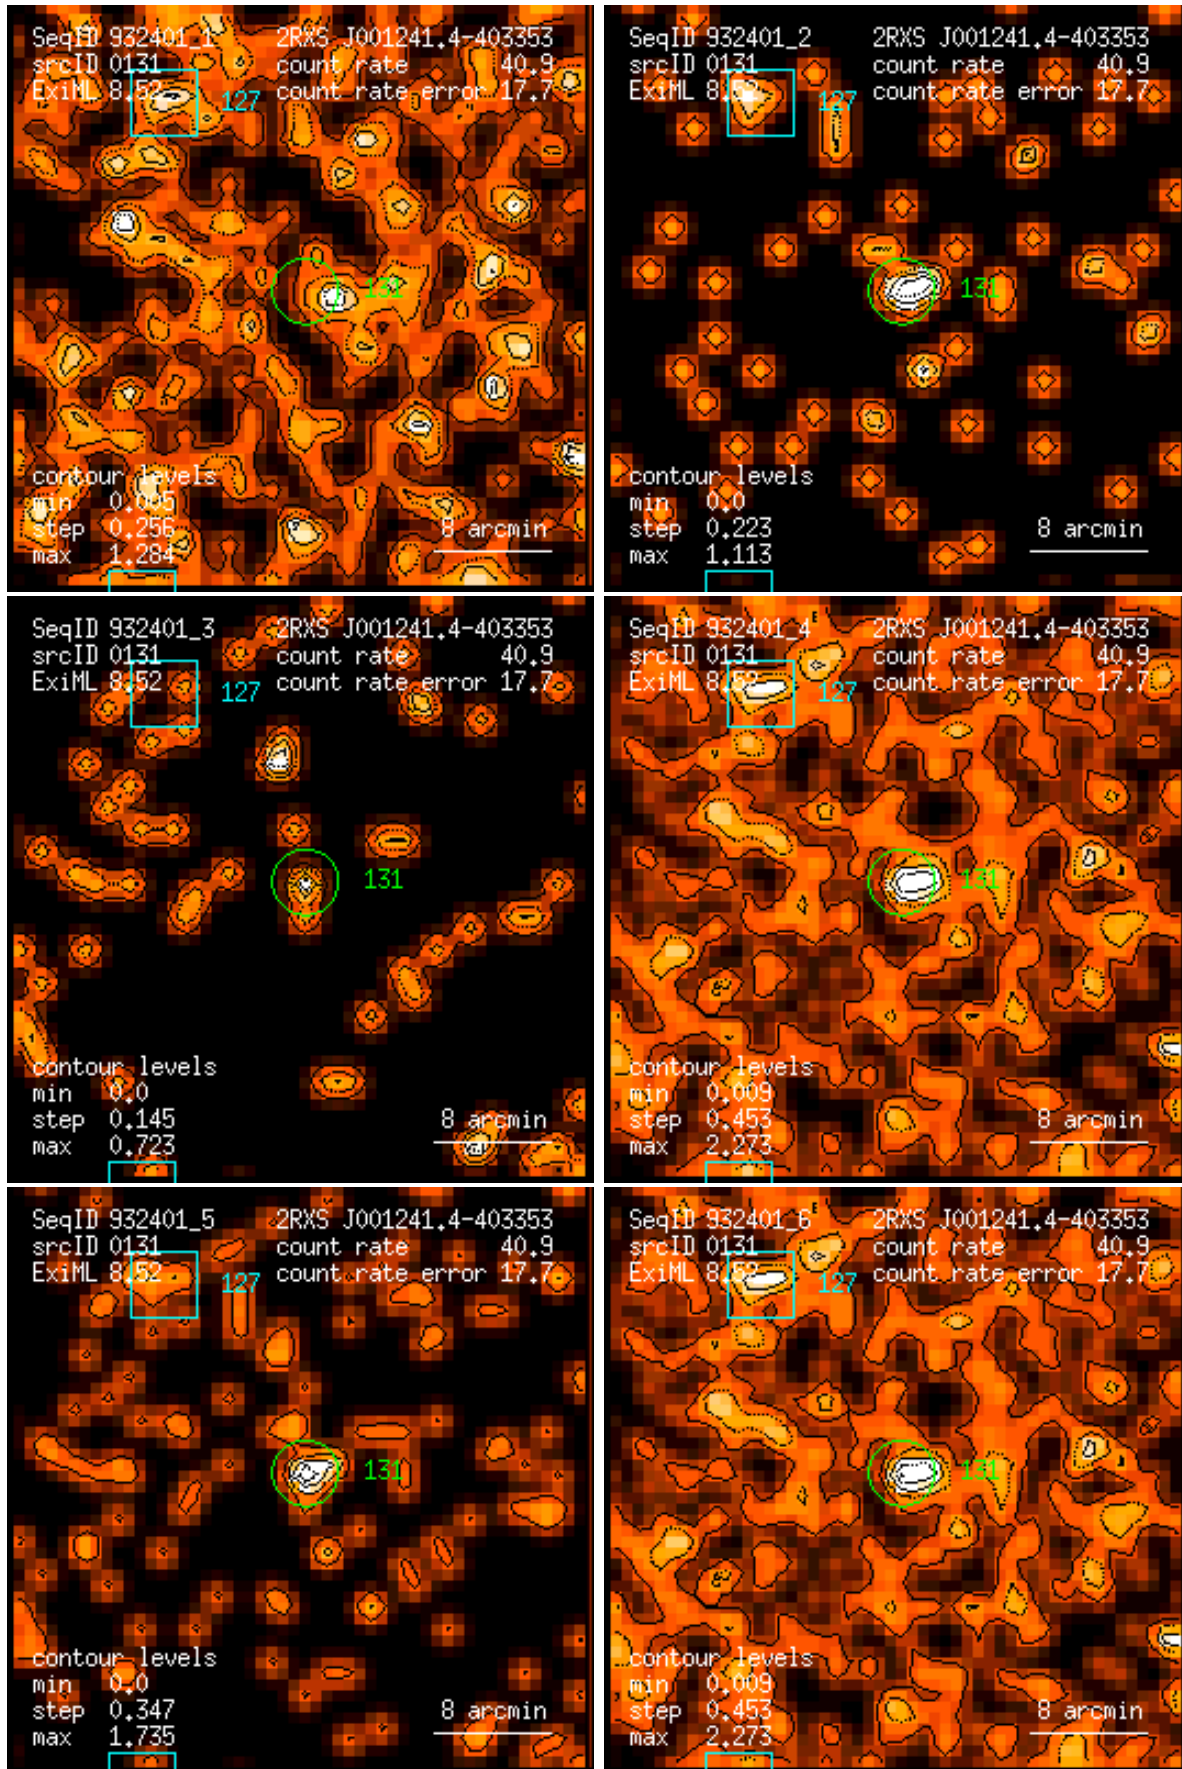 SeqID 932401_1 2RXS J001241.4-403353
srcID 0131 count rate 40.9
ExiML 8.52 127 count rate error 17.7
131
contour levels
min 0.005
step 0.256 8 arcmin
max 1.284
SeqID 932401_2 2RXS J001241.4-403353
srcID 0131 count rate 40.9
ExiML 8.52 127 count rate error 17.7
131
contour levels
min 0.0
step 0.223 8 arcmin
max 1.113
SeqID 932401_3 2RXS J001241.4-403353
srcID 0131 count rate 40.9
ExiML 8.52 127 count rate error 17.7
131
contour levels
min 0.0
step 0.145 8 arcmin
max 0.723
SeqID 932401_4 2RXS J001241.4-403353
srcID 0131 count rate 40.9
ExiML 8.52 127 count rate error 17.7
131
contour levels
min 0.009
step 0.453 8 arcmin
max 2.273
SeqID 932401_5 2RXS J001241.4-403353
srcID 0131 count rate 40.9
ExiML 8.52 127 count rate error 17.7
131
contour levels
min 0.0
step 0.347 8 arcmin
max 1.735
SeqID 932401_6 2RXS J001241.4-403353
srcID 0131 count rate 40.9
ExiML 8.52 127 count rate error 17.7
131
contour levels
min 0.009
step 0.453 8 arcmin
max 2.273